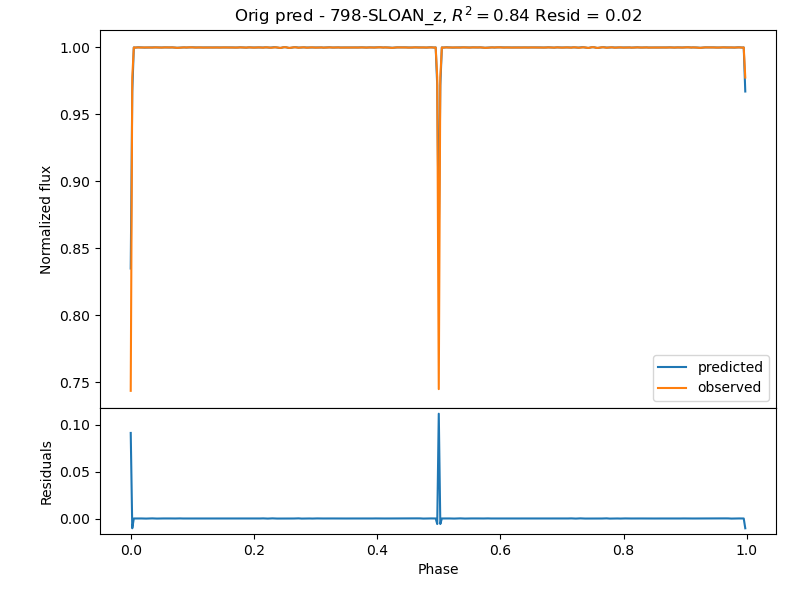 Orig pred - 798-SLOAN_z, R² = 0.84 Resid = 0.02
1.00
0.95
0.90
0.85
0.80
0.75
Normalized flux
predicted
observed
0.10
0.05
0.00
Residuals
0.0 0.2 0.4 0.6 0.8 1.0
Phase